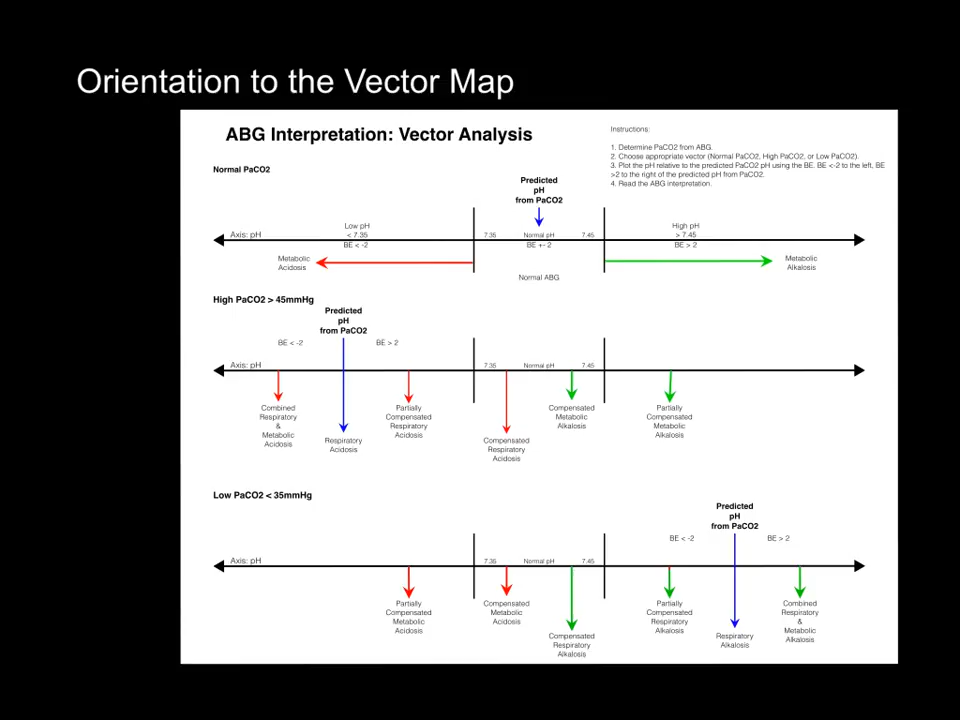 Orientation to the Vector Map
ABG Interpretation: Vector Analysis
Instructions:
1. Determine PaCO2 from ABG.
2. Choose appropriate vector (Normal PaCO2, High PaCO2, or Low PaCO2).
3. Plot the pH relative to the predicted PaCO2 pH using the BE. BE <-2 to the left, BE
>2 to the right of the predicted pH from PaCO2.
4. Read the ABG interpretation.
Normal PaCO2
Predicted
pH
from PaCO2
Axis: pH
Low pH
< 7.35
BE < -2
7.35
Normal pH
7.45
BE +- 2
High pH
> 7.45
BE > 2
Metabolic
Acidosis
Normal ABG
Metabolic
Alkalosis
High PaCO2 > 45mmHg
Predicted
pH
from PaCO2
BE < -2
BE > 2
Axis: pH
7.35
Normal pH
7.45
Combined
Respiratory
&
Metabolic
Acidosis
Respiratory
Acidosis
Partially
Compensated
Respiratory
Acidosis
Compensated
Respiratory
Acidosis
Compensated
Metabolic
Alkalosis
Partially
Compensated
Metabolic
Alkalosis
Low PaCO2 < 35mmHg
Predicted
pH
from PaCO2
BE < -2
BE > 2
Axis: pH
7.35
Normal pH
7.45
Partially
Compensated
Metabolic
Acidosis
Compensated
Metabolic
Acidosis
Compensated
Respiratory
Alkalosis
Partially
Compensated
Respiratory
Alkalosis
Respiratory
Alkalosis
Combined
Respiratory
&
Metabolic
Alkalosis